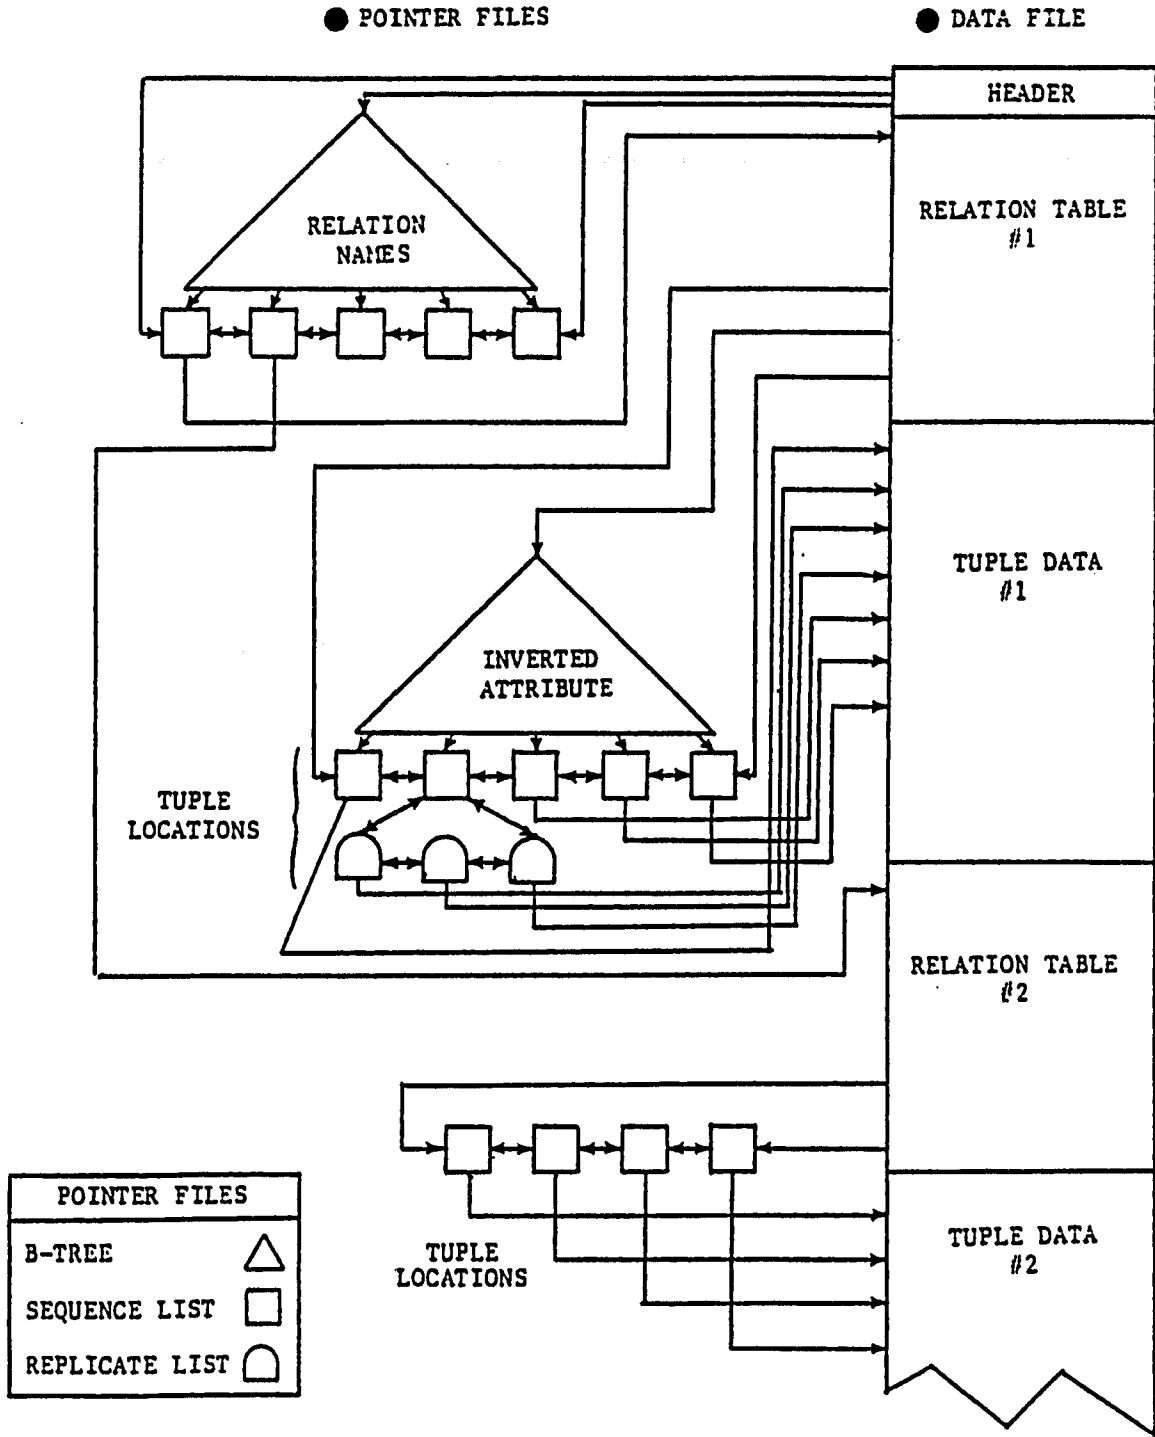 ● POINTER FILES
● DATA FILE
HEADER
RELATION TABLE
#1
RELATION
NAMES
TUPLE DATA
#1
INVERTED
ATTRIBUTE
TUPLE
LOCATIONS
RELATION TABLE
#2
TUPLE
LOCATIONS
TUPLE DATA
#2
POINTER FILES
B-TREE
SEQUENCE LIST
REPLICATE LIST